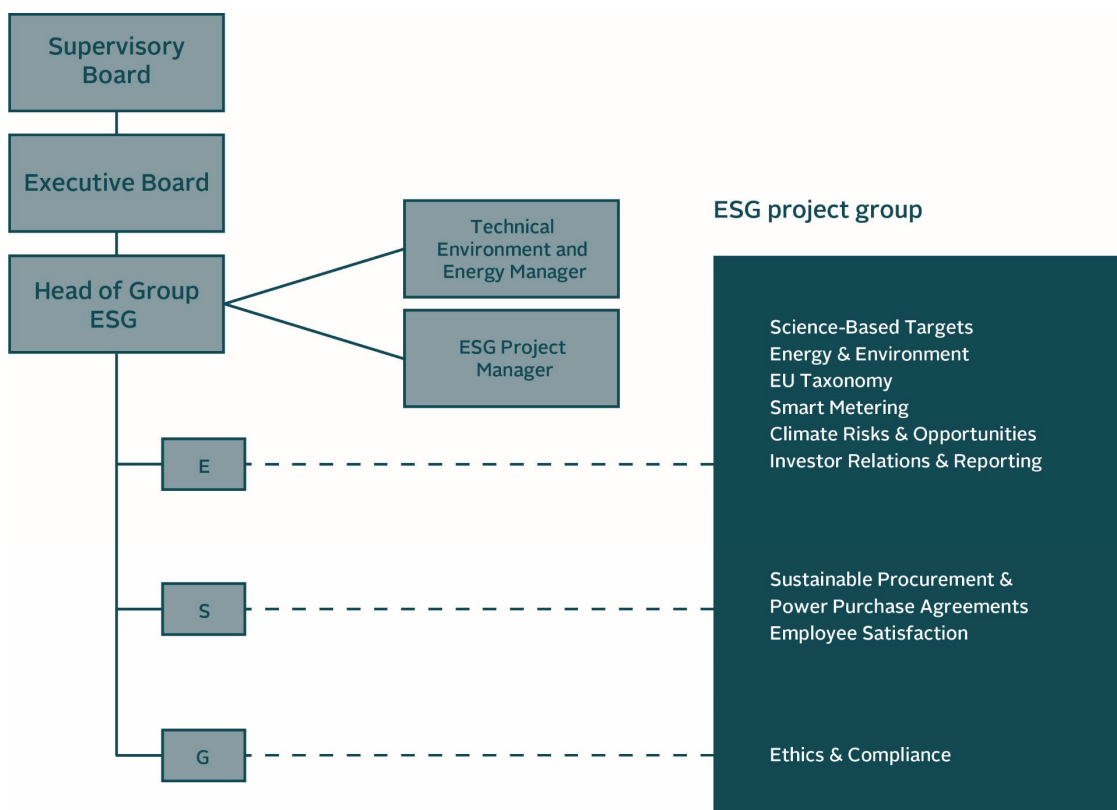 Supervisory
Board
Executive Board
Head of Group
ESG
Technical
Environment and
Energy Manager
ESG Project
Manager
ESG project group
E
Science-Based Targets
Energy & Environment
EU Taxonomy
Smart Metering
Climate Risks & Opportunities
Investor Relations & Reporting
S
Sustainable Procurement &
Power Purchase Agreements
Employee Satisfaction
G
Ethics & Compliance